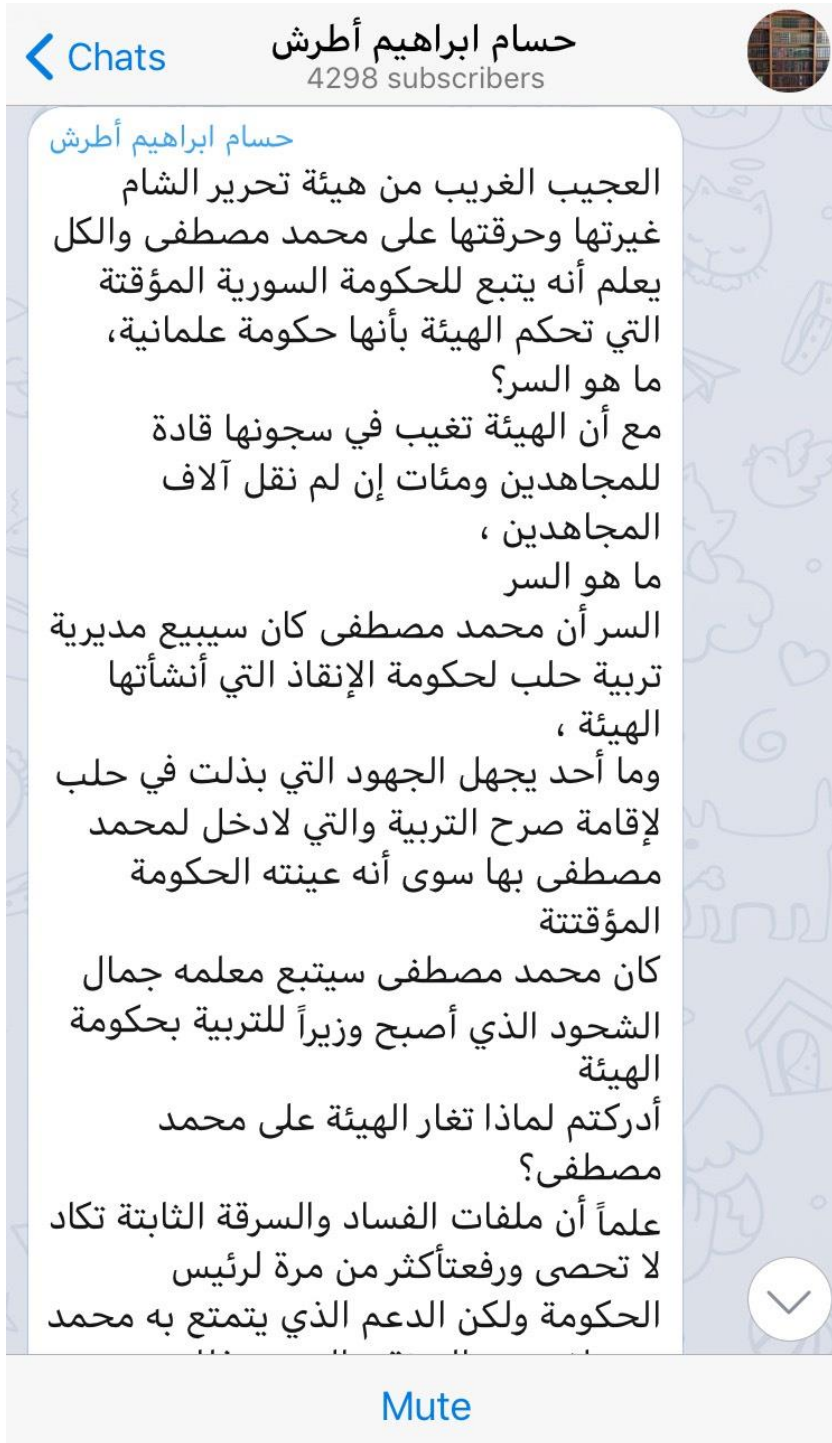 Chats
حسام ابراهيم أطرش
4298 subscribers
حسام ابراهيم أطرش
العجيب الغريب من هيئة تحرير الشام
غيرتها وحرقتها على محمد مصطفى والكل
يعلم أنه يتبع للحكومة السورية المؤقتة
التي تحكم الهيئة بأنها حكومة علمانية،
ما هو السر؟
مع أن الهيئة تغيب في سجونها قادة
للمجاهدين ومئات إن لم نقل آلاف
المجاهدين ،
ما هو السر
السر أن محمد مصطفى كان سيبيع مديرية
تربية حلب لحكومة الإنقاذ التي أنشأتها
الهيئة ،
وما أحد يجهل الجهود التي بذلت في حلب
لإقامة صرح التربية والتي لادخل لمحمد
مصطفى بها سوى أنه عينته الحكومة
المؤقتتة
كان محمد مصطفى سيتبع معلمه جمال
الشحود الذي أصبح وزيراً للتربية بحكومة
الهيئة
أدركتم لماذا تغار الهيئة على محمد
مصطفى؟
علماً أن ملفات الفساد والسرقة الثابتة تكاد
لا تحصى ورفعتأكثر من مرة لرئيس
الحكومة ولكن الدعم الذي يتمتع به محمد
Mute